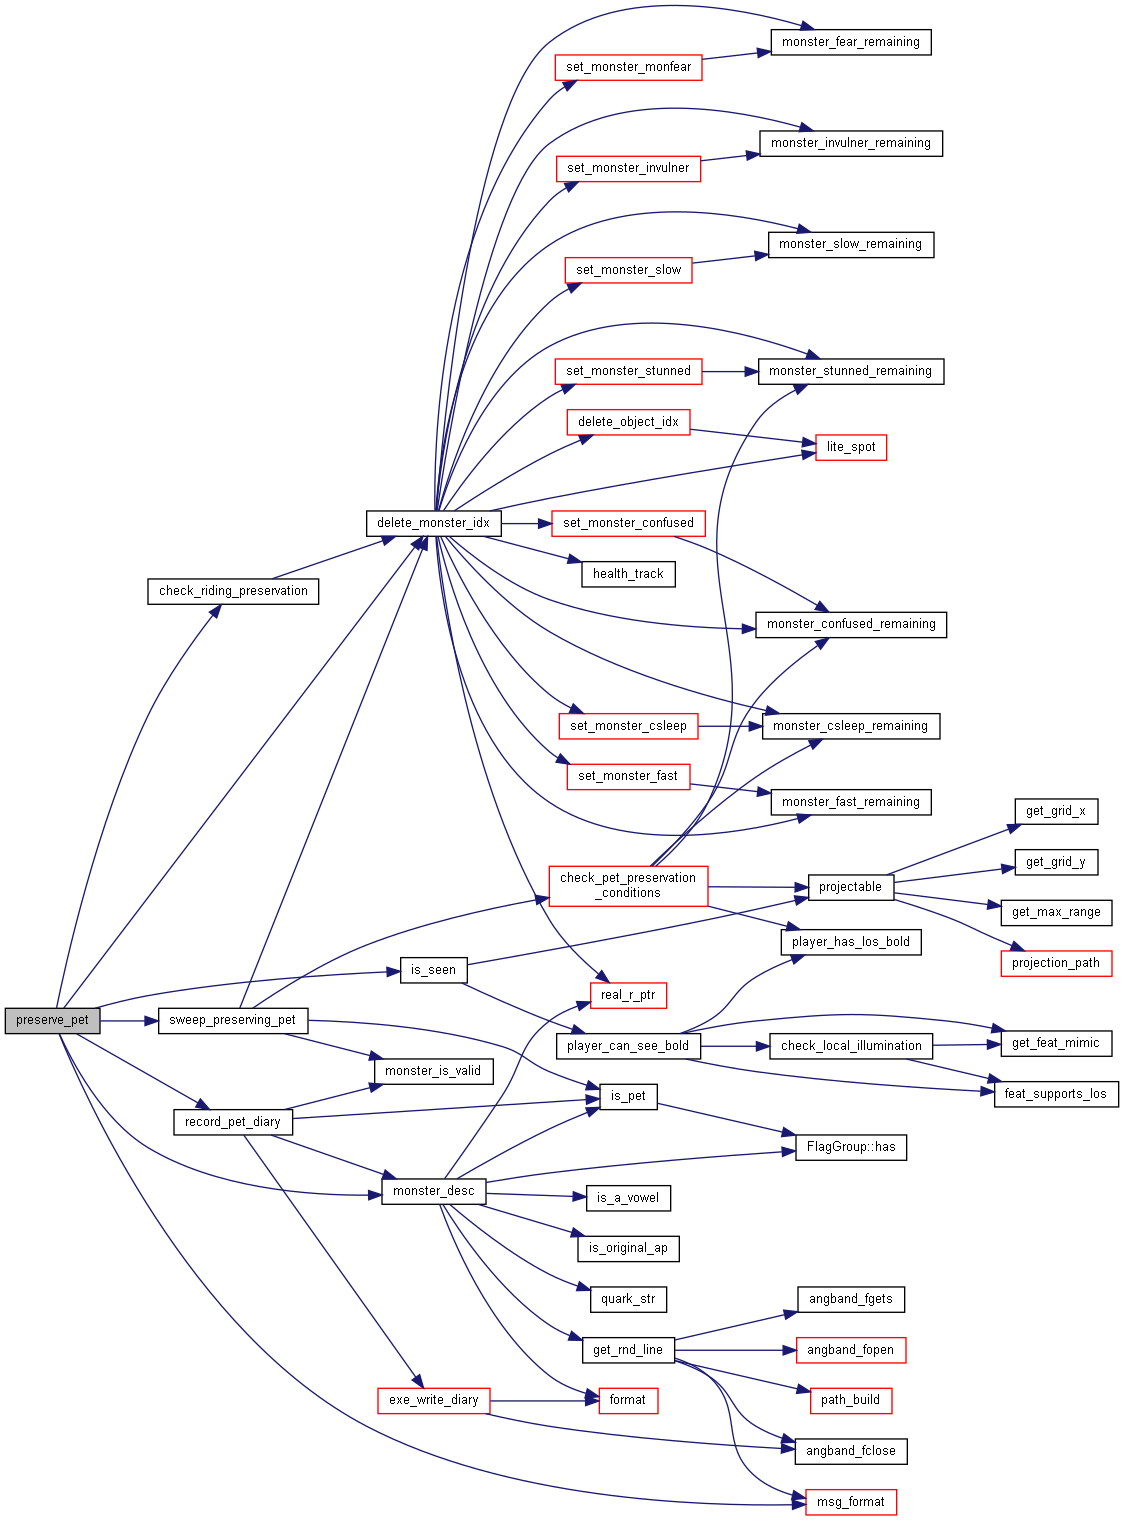 monster_fear_remaining
set_monster_monfear
monster_invulner_remaining
set_monster_invulner
monster_slow_remaining
set_monster_slow
monster_stunned_remaining
set_monster_stunned
delete_object_idx
lite_spot
delete_monster_idx
set_monster_confused
health_track
check_riding_preservation
monster_confused_remaining
set_monster_csleep
monster_csleep_remaining
set_monster_fast
monster_fast_remaining
get_grid_x
get_grid_y
check_pet_preservation
_conditions
projectable
get_max_range
player_has_los_bold
projection_path
is_seen
real_r_ptr
preserve_pet
sweep_preserving_pet
player_can_see_bold
check_local_illumination
get_feat_mimic
monster_is_valid
is_pet
feat_supports_los
record_pet_diary
FlagGroup::has
monster_desc
is_a_vowel
is_original_ap
quark_str
angband_fgets
get_rnd_line
angband_fopen
exe_write_diary
format
path_build
angband_fclose
msg_format